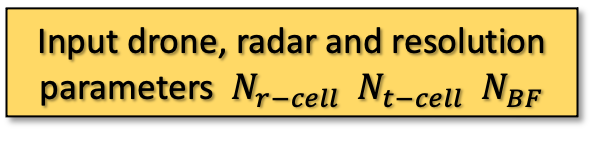 Input drone, radar and resolution
parameters N_{r-cell} N_{t-cell} N_{BF}